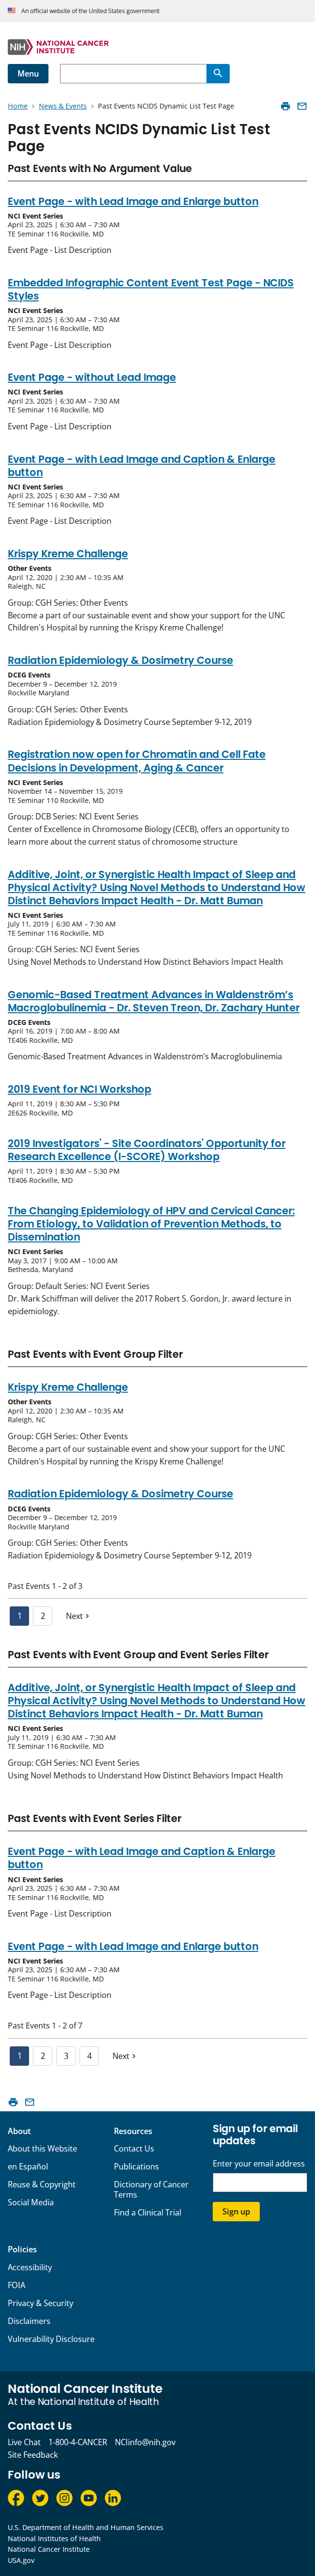 An official website of the United States government
NIH NATIONAL CANCER
INSTITUTE
Menu
Home › News & Events › Past Events NCIDS Dynamic List Test Page
Past Events NCIDS Dynamic List Test
Page
Past Events with No Argument Value
Event Page - with Lead Image and Enlarge button
NCI Event Series
April 23, 2025 | 6:30 AM – 7:30 AM
TE Seminar 116 Rockville, MD
Event Page - List Description
Embedded Infographic Content Event Test Page - NCIDS
Styles
NCI Event Series
April 23, 2025 | 6:30 AM – 7:30 AM
TE Seminar 116 Rockville, MD
Event Page - List Description
Event Page - without Lead Image
NCI Event Series
April 23, 2025 | 6:30 AM – 7:30 AM
TE Seminar 116 Rockville, MD
Event Page - List Description
Event Page - with Lead Image and Caption & Enlarge
button
NCI Event Series
April 23, 2025 | 6:30 AM – 7:30 AM
TE Seminar 116 Rockville, MD
Event Page - List Description
Krispy Kreme Challenge
Other Events
April 12, 2020 | 2:30 AM – 10:35 AM
Raleigh, NC
Group: CGH Series: Other Events
Become a part of our sustainable event and show your support for the UNC
Children's Hospital by running the Krispy Kreme Challenge!
Radiation Epidemiology & Dosimetry Course
DCEG Events
December 9 – December 12, 2019
Rockville Maryland
Group: CGH Series: Other Events
Radiation Epidemiology & Dosimetry Course September 9-12, 2019
Registration now open for Chromatin and Cell Fate
Decisions in Development, Aging & Cancer
NCI Event Series
November 14 – November 15, 2019
TE Seminar 110 Rockville, MD
Group: DCB Series: NCI Event Series
Center of Excellence in Chromosome Biology (CECB), offers an opportunity to
learn more about the current status of chromosome structure
Additive, Joint, or Synergistic Health Impact of Sleep and
Physical Activity? Using Novel Methods to Understand How
Distinct Behaviors Impact Health - Dr. Matt Buman
NCI Event Series
July 11, 2019 | 6:30 AM – 7:30 AM
TE Seminar 116 Rockville, MD
Group: CGH Series: NCI Event Series
Using Novel Methods to Understand How Distinct Behaviors Impact Health
Genomic-Based Treatment Advances in Waldenström's
Macroglobulinemia - Dr. Steven Treon, Dr. Zachary Hunter
DCEG Events
April 16, 2019 | 7:00 AM – 8:00 AM
TE406 Rockville, MD
Genomic-Based Treatment Advances in Waldenström's Macroglobulinemia
2019 Event for NCI Workshop
April 11, 2019 | 8:30 AM – 5:30 PM
2E626 Rockville, MD
2019 Investigators' - Site Coordinators' Opportunity for
Research Excellence (I-SCORE) Workshop
April 11, 2019 | 8:30 AM – 5:30 PM
TE406 Rockville, MD
The Changing Epidemiology of HPV and Cervical Cancer:
From Etiology, to Validation of Prevention Methods, to
Dissemination
NCI Event Series
May 3, 2017 | 9:00 AM – 10:00 AM
Bethesda, Maryland
Group: Default Series: NCI Event Series
Dr. Mark Schiffman will deliver the 2017 Robert S. Gordon, Jr. award lecture in
epidemiology.
Past Events with Event Group Filter
Krispy Kreme Challenge
Other Events
April 12, 2020 | 2:30 AM – 10:35 AM
Raleigh, NC
Group: CGH Series: Other Events
Become a part of our sustainable event and show your support for the UNC
Children's Hospital by running the Krispy Kreme Challenge!
Radiation Epidemiology & Dosimetry Course
DCEG Events
December 9 – December 12, 2019
Rockville Maryland
Group: CGH Series: Other Events
Radiation Epidemiology & Dosimetry Course September 9-12, 2019
Past Events 1 - 2 of 3
1 2 Next ›
Past Events with Event Group and Event Series Filter
Additive, Joint, or Synergistic Health Impact of Sleep and
Physical Activity? Using Novel Methods to Understand How
Distinct Behaviors Impact Health - Dr. Matt Buman
NCI Event Series
July 11, 2019 | 6:30 AM – 7:30 AM
TE Seminar 116 Rockville, MD
Group: CGH Series: NCI Event Series
Using Novel Methods to Understand How Distinct Behaviors Impact Health
Past Events with Event Series Filter
Event Page - with Lead Image and Caption & Enlarge
button
NCI Event Series
April 23, 2025 | 6:30 AM – 7:30 AM
TE Seminar 116 Rockville, MD
Event Page - List Description
Event Page - with Lead Image and Enlarge button
NCI Event Series
April 23, 2025 | 6:30 AM – 7:30 AM
TE Seminar 116 Rockville, MD
Event Page - List Description
Past Events 1 - 2 of 7
1 2 3 4 Next ›
About
About this Website
en Español
Reuse & Copyright
Social Media
Resources
Contact Us
Publications
Dictionary of Cancer
Terms
Find a Clinical Trial
Sign up for email
updates
Enter your email address
Sign up
Policies
Accessibility
FOIA
Privacy & Security
Disclaimers
Vulnerability Disclosure
National Cancer Institute
At the National Institute of Health
Contact Us
Live Chat 1-800-4-CANCER NCIinfo@nih.gov
Site Feedback
Follow us
U.S. Department of Health and Human Services
National Institutes of Health
National Cancer Institute
USA.gov